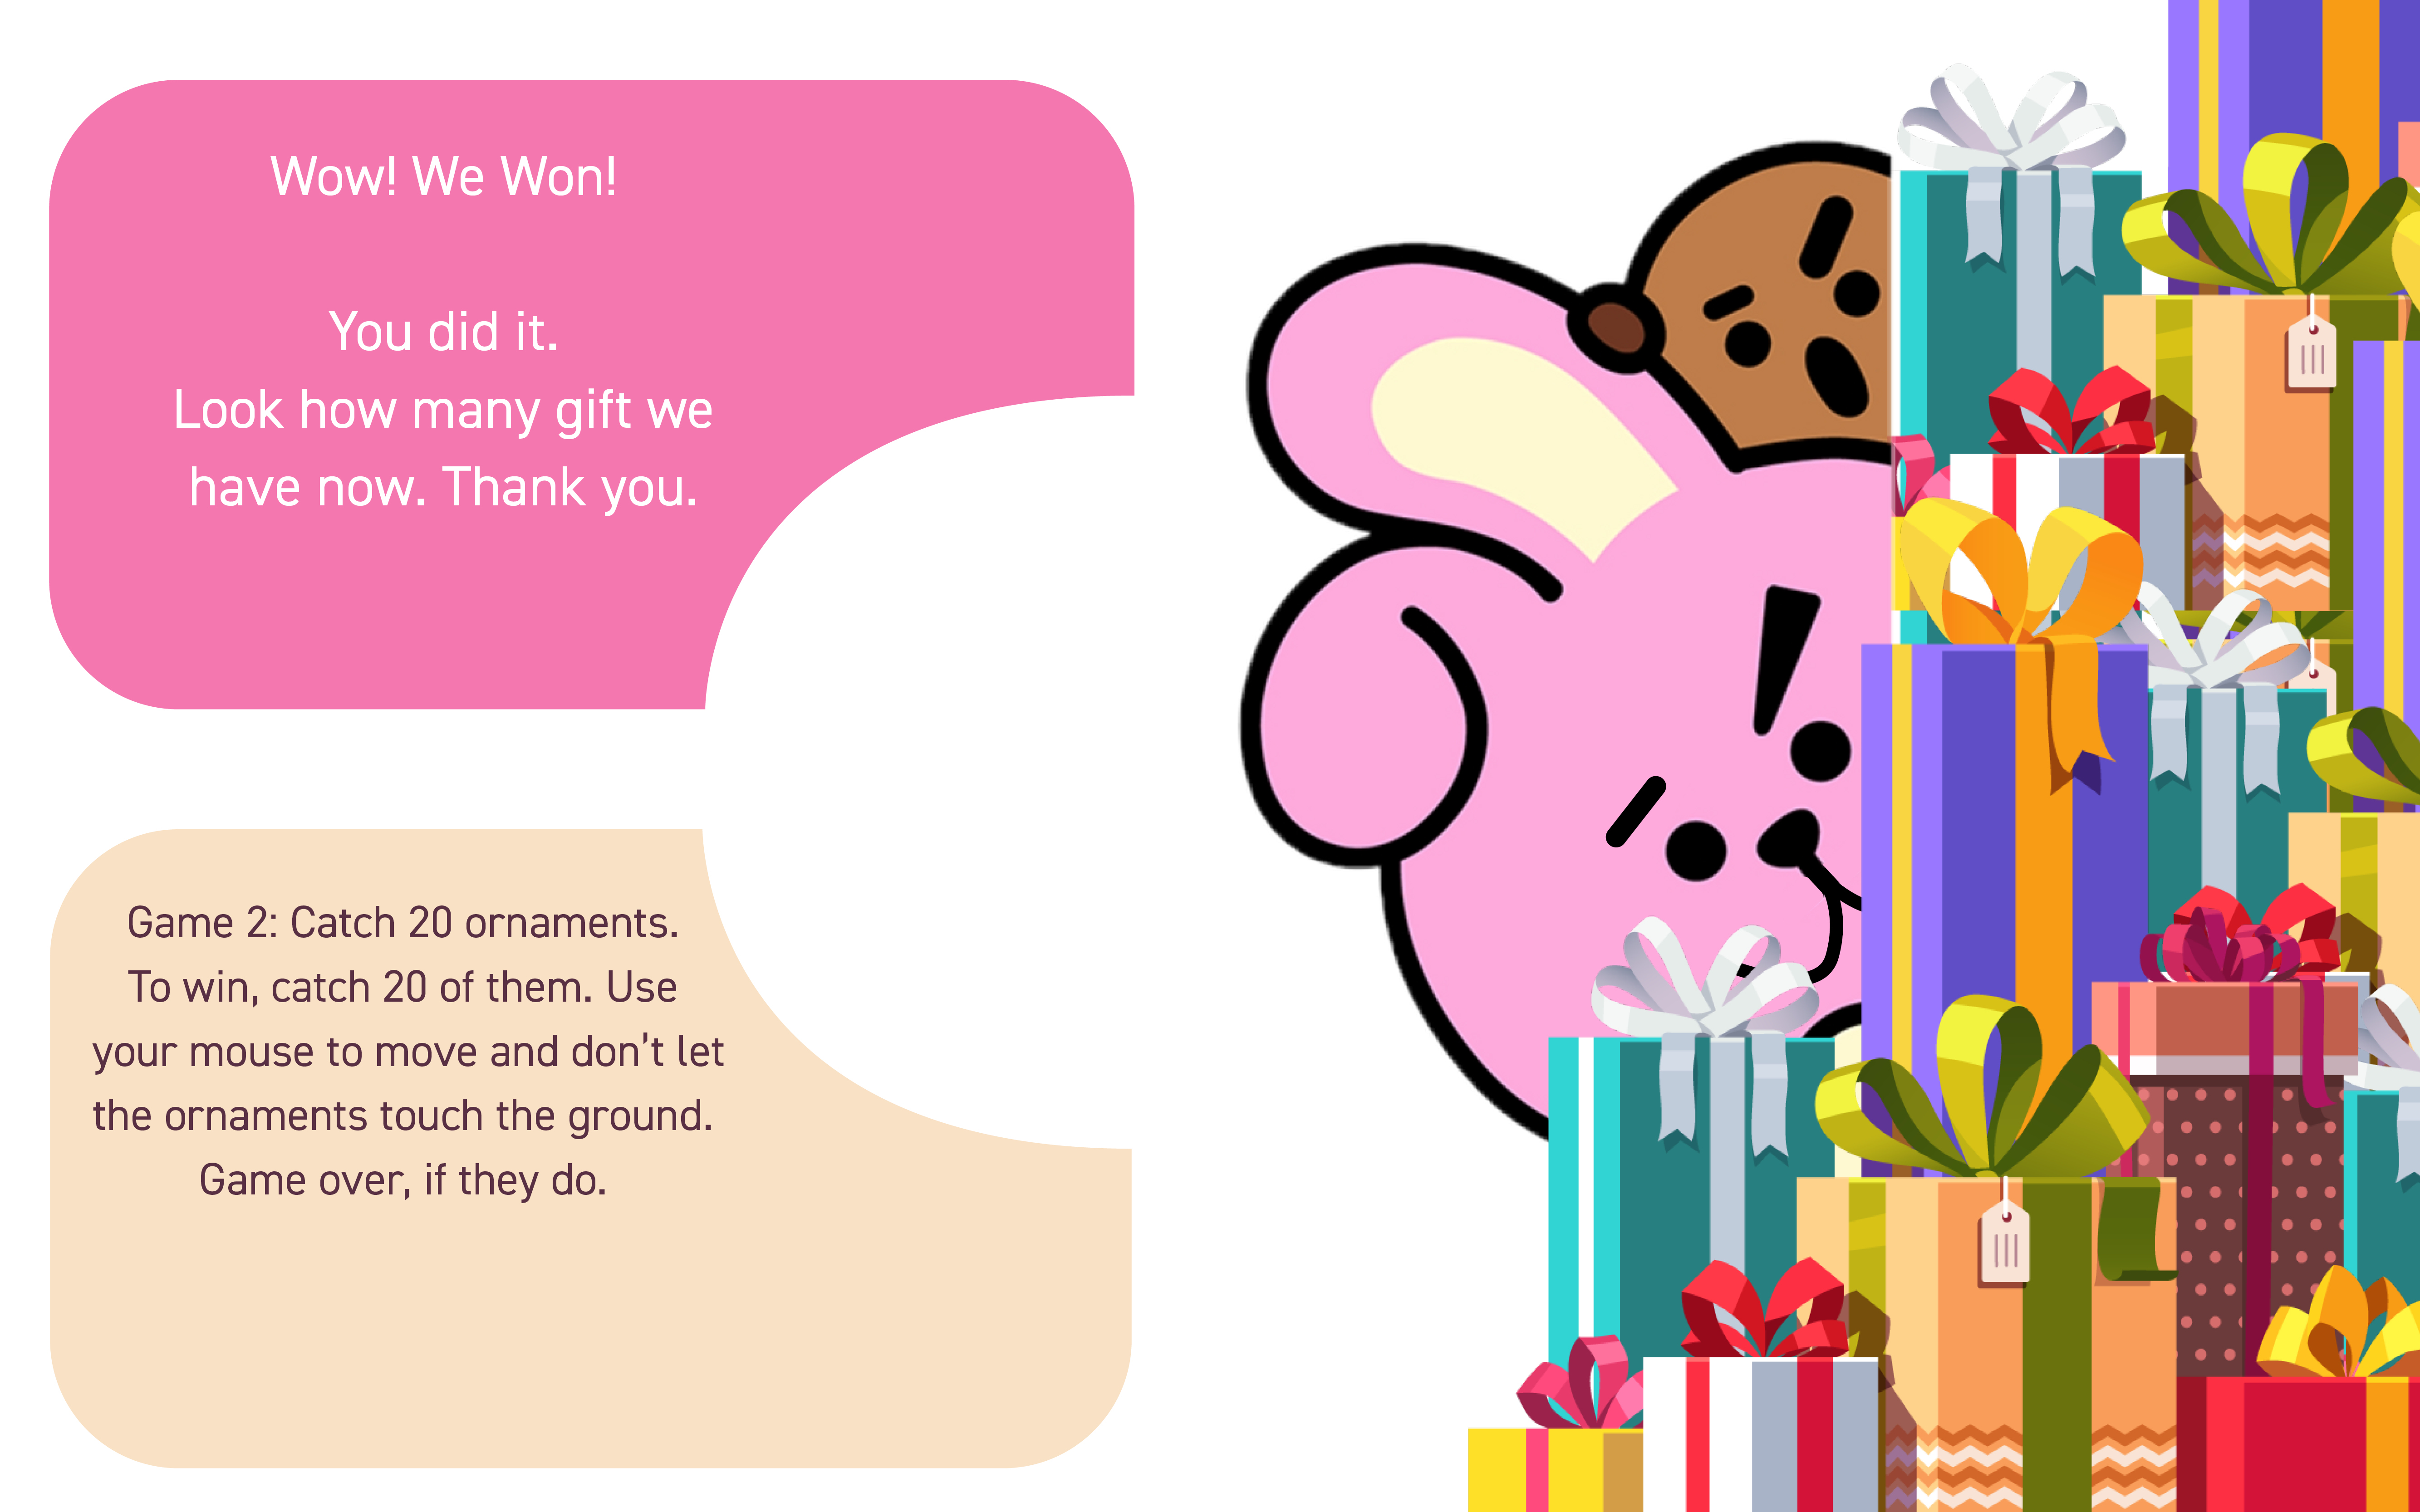 Wow! We Won!
You did it.
Look how many gift we
have now. Thank you.
Game 2: Catch 20 ornaments.
To win, catch 20 of them. Use
your mouse to move and don’t let
the ornaments touch the ground.
Game over, if they do.